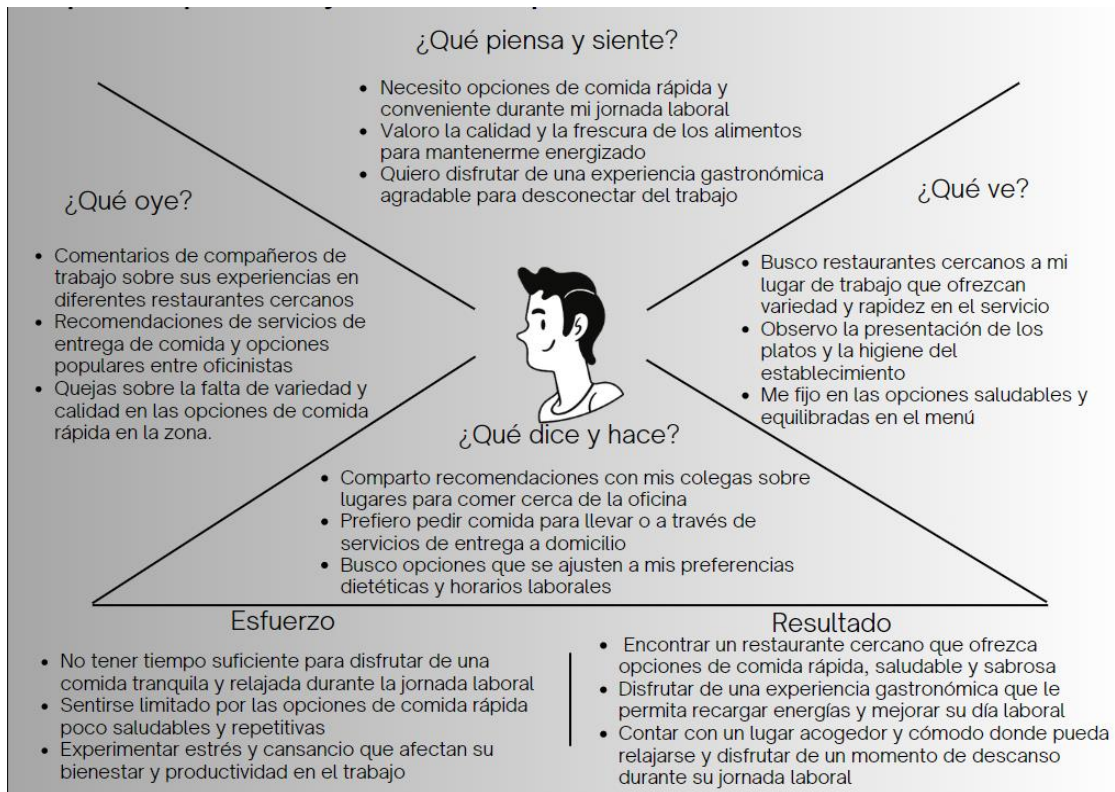 ¿Qué piensa y siente?
• Necesito opciones de comida rápida y
conveniente durante mi jornada laboral
• Valoro la calidad y la frescura de los alimentos
para mantenerme energizado
• Quiero disfrutar de una experiencia gastronómica
agradable para desconectar del trabajo
¿Qué oye?
• Comentarios de compañeros de
trabajo sobre sus experiencias en
diferentes restaurantes cercanos
• Recomendaciones de servicios de
entrega de comida y opciones
populares entre oficinistas
• Quejas sobre la falta de variedad y
calidad en las opciones de comida
rápida en la zona.
¿Qué ve?
• Busco restaurantes cercanos a mi
lugar de trabajo que ofrezcan
variedad y rapidez en el servicio
• Observo la presentación de los
platos y la higiene del
establecimiento
• Me fijo en las opciones saludables y
equilibradas en el menú
¿Qué dice y hace?
• Comparto recomendaciones con mis colegas sobre
lugares para comer cerca de la oficina
• Prefiero pedir comida para llevar o a través de
servicios de entrega a domicilio
• Busco opciones que se ajusten a mis preferencias
dietéticas y horarios laborales
Esfuerzo
• No tener tiempo suficiente para disfrutar de una
comida tranquila y relajada durante la jornada laboral
• Sentirse limitado por las opciones de comida rápida
poco saludables y repetitivas
• Experimentar estrés y cansancio que afectan su
bienestar y productividad en el trabajo
Resultado
• Encontrar un restaurante cercano que ofrezca
opciones de comida rápida, saludable y sabrosa
• Disfrutar de una experiencia gastronómica que le
permita recargar energías y mejorar su día laboral
• Contar con un lugar acogedor y cómodo donde pueda
relajarse y disfrutar de un momento de descanso
durante su jornada laboral